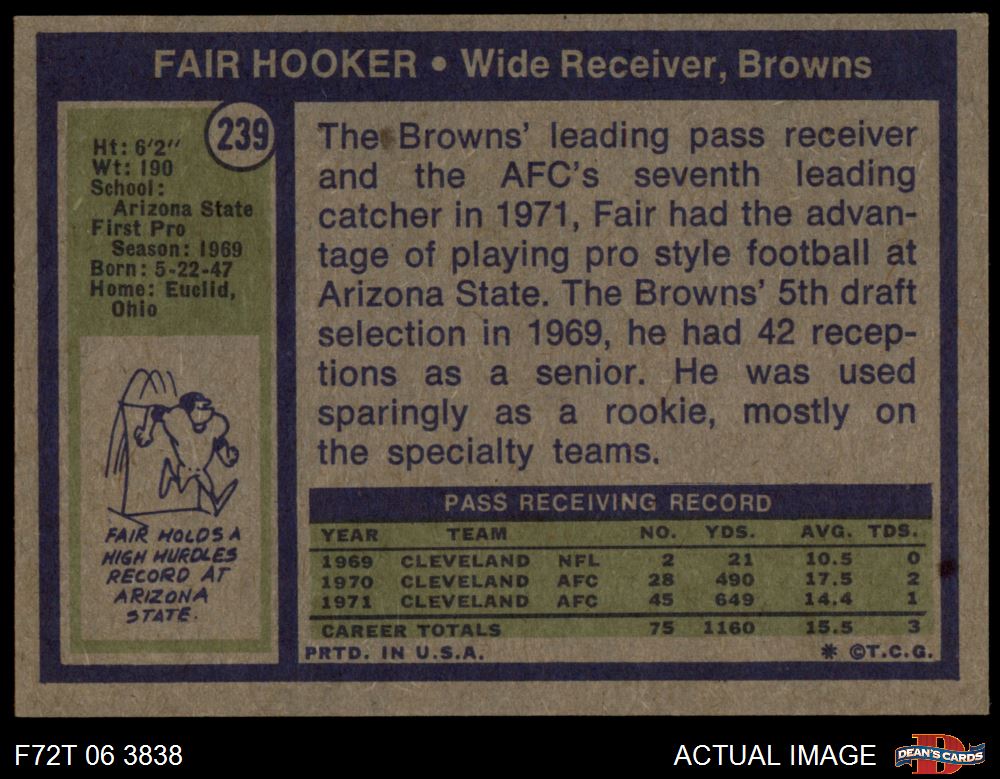 FAIR HOOKER • Wide Receiver, Browns
239
Ht: 6'2"
Wt: 190
School:
Arizona State
First Pro
Season: 1969
Born: 5-22-47
Home: Euclid,
Ohio
FAIR HOLDS A
HIGH HURDLES
RECORD AT
ARIZONA
STATE.
The Browns' leading pass receiver
and the AFC's seventh leading
catcher in 1971, Fair had the advan-
tage of playing pro style football at
Arizona State. The Browns' 5th draft
selection in 1969, he had 42 recep-
tions as a senior. He was used
sparingly as a rookie, mostly on
the specialty teams.
PASS RECEIVING RECORD
YEAR TEAM NO. YDS. AVG. TDS.
1969 CLEVELAND NFL 2 21 10.5 0
1970 CLEVELAND AFC 28 490 17.5 2
1971 CLEVELAND AFC 45 649 14.4 1
CAREER TOTALS 75 1160 15.5 3
PRTD. IN U.S.A. * ©T.C.G.
F72T 06 3838
ACTUAL IMAGE
DEAN'S CARDS